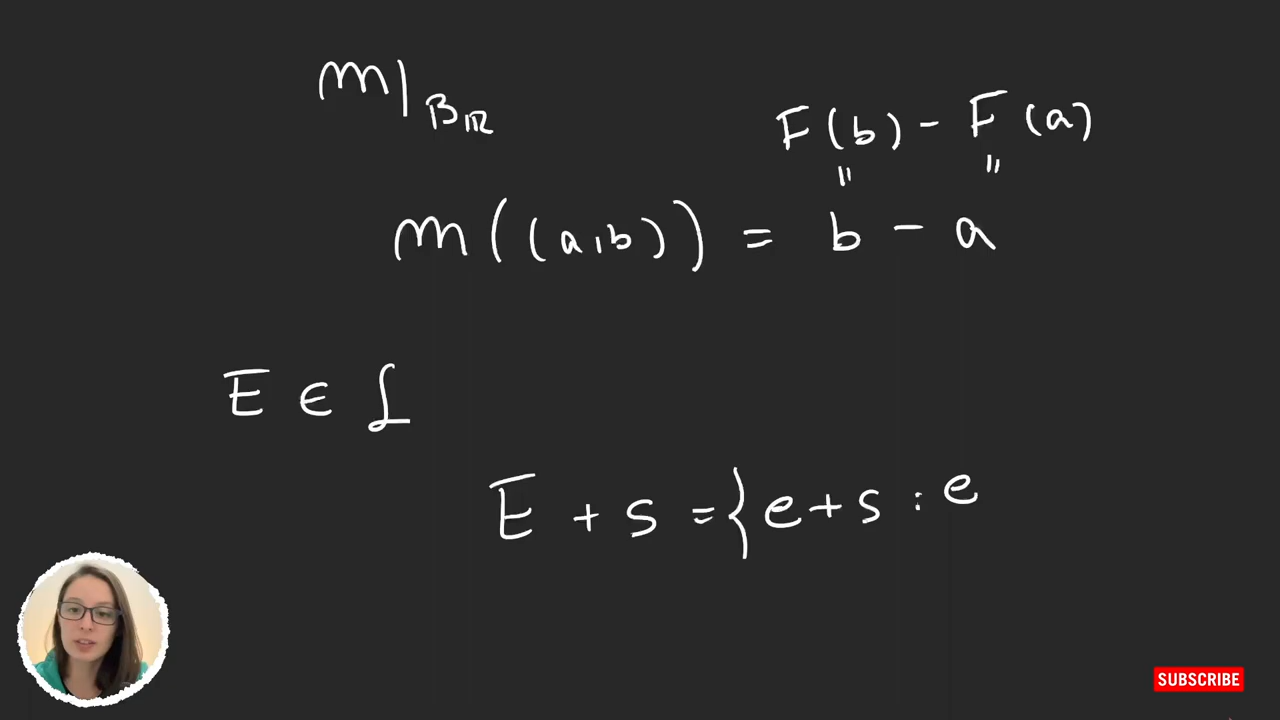 m|_{B_ℝ}
F(b) - F(a)
" "
m((a,b)) = b - a
E ∈ ℒ
E + s = { e + s : e
SUBSCRIBE